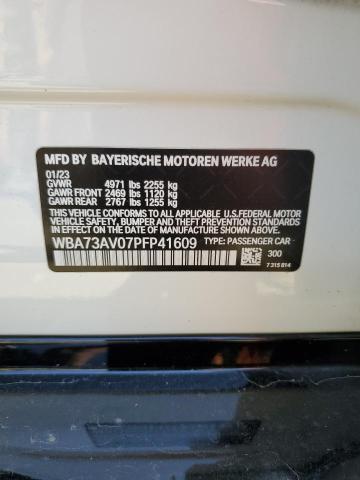 MFD BY BAYERISCHE MOTOREN WERKE AG
01/23
GVWR 4971 lbs 2255 kg
GAWR FRONT 2469 lbs 1120 kg
GAWR REAR 2767 lbs 1255 kg
THIS VEHICLE CONFORMS TO ALL APPLICABLE
U.S.FEDERAL MOTOR VEHICLE SAFETY, BUMPER,
AND THEFT PREVENTION STANDARDS IN EFFECT ON
THE DATE OF MANUFACTURE SHOWN ABOVE.
WBA73AV07PFP41609 TYPE: PASSENGER CAR
300
7 315 814